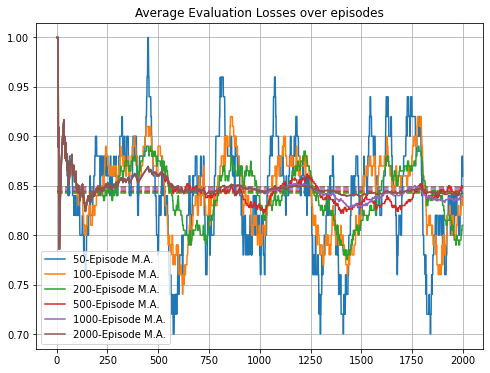 Average Evaluation Losses over episodes
1.00
0.95
0.90
0.85
0.80
0.75
0.70
50-Episode M.A.
100-Episode M.A.
200-Episode M.A.
500-Episode M.A.
1000-Episode M.A.
2000-Episode M.A.
0 250 500 750 1000 1250 1500 1750 2000